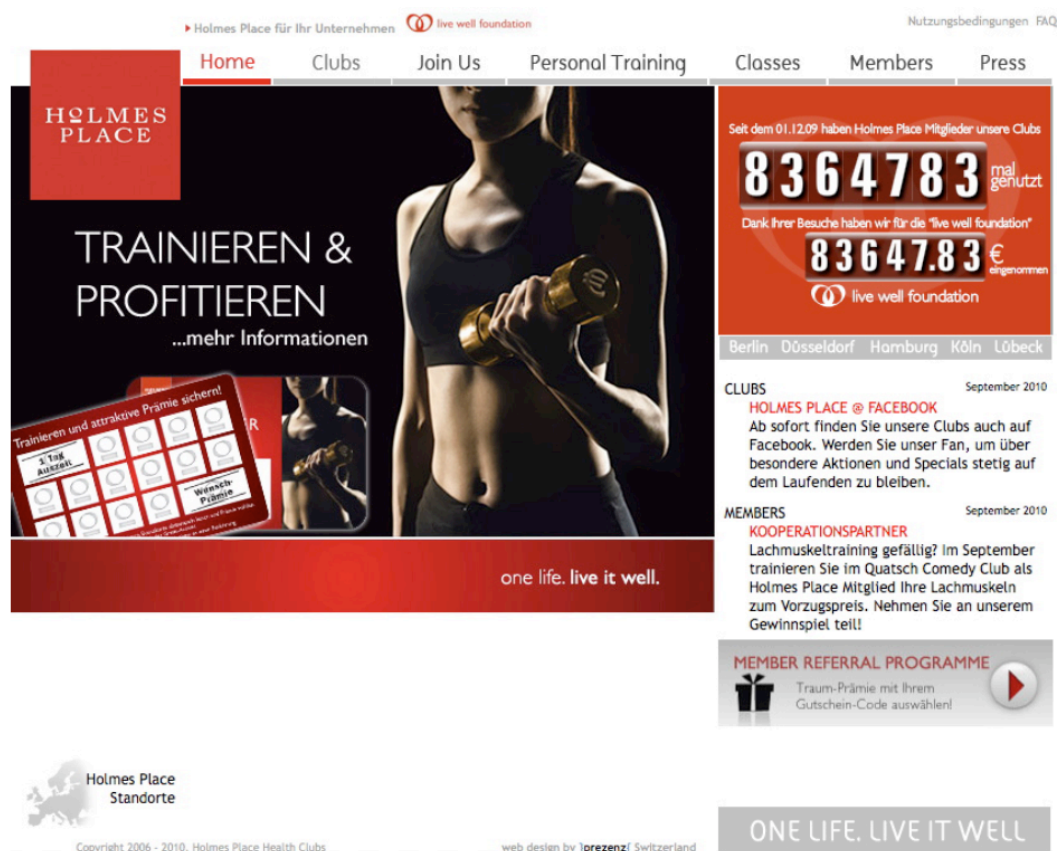 Holmes Place für Ihr Unternehmen
live well foundation
Nutzungsbedingungen FAQ
Home Clubs Join Us Personal Training Classes Members Press
HOLMES
PLACE
TRAINIEREN &
PROFITIEREN
...mehr Informationen
Trainieren und attraktive Prämie sichern!
1 Tag
Auszeit
Wunsch-
Prämie
€
one life. live it well.
Seit dem 01.12.09 haben Holmes Place Mitglieder unsere Clubs
8364783 mal
genutzt
Dank Ihrer Besuche haben wir für die "live well foundation"
83647.83 €
eingenommen
live well foundation
Berlin Düsseldorf Hamburg Köln Lübeck
CLUBS September 2010
HOLMES PLACE @ FACEBOOK
Ab sofort finden Sie unsere Clubs auch auf
Facebook. Werden Sie unser Fan, um über
besondere Aktionen und Specials stetig auf
dem Laufenden zu bleiben.
MEMBERS September 2010
KOOPERATIONSPARTNER
Lachmuskeltraining gefällig? Im September
trainieren Sie im Quatsch Comedy Club als
Holmes Place Mitglied Ihre Lachmuskeln
zum Vorzugspreis. Nehmen Sie an unserem
Gewinnspiel teil!
MEMBER REFERRAL PROGRAMME
Traum-Prämie mit Ihrem
Gutschein-Code auswählen!
Holmes Place
Standorte
ONE LIFE. LIVE IT WELL
Copyright 2006 - 2010, Holmes Place Health Clubs
web design by ]prezenz[ Switzerland